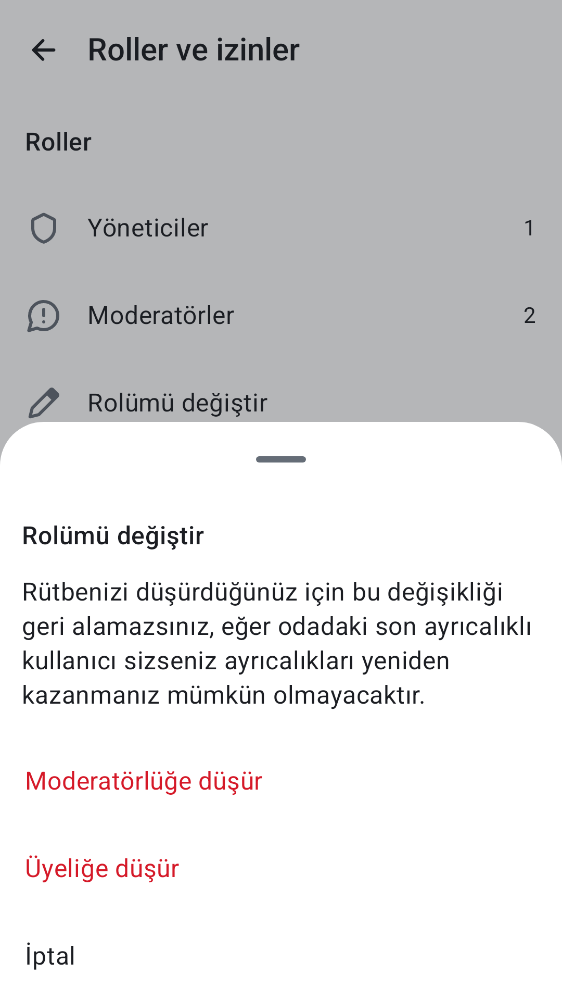 Roller ve izinler
Roller
Yöneticiler 1
Moderatörler 2
Rolümü değiştir
Rolümü değiştir
Rütbenizi düşürdüğünüz için bu değişikliği
geri alamazsınız, eğer odadaki son ayrıcalıklı
kullanıcı sizseniz ayrıcalıkları yeniden
kazanmanız mümkün olmayacaktır.
Moderatörlüğe düşür
Üyeliğe düşür
İptal